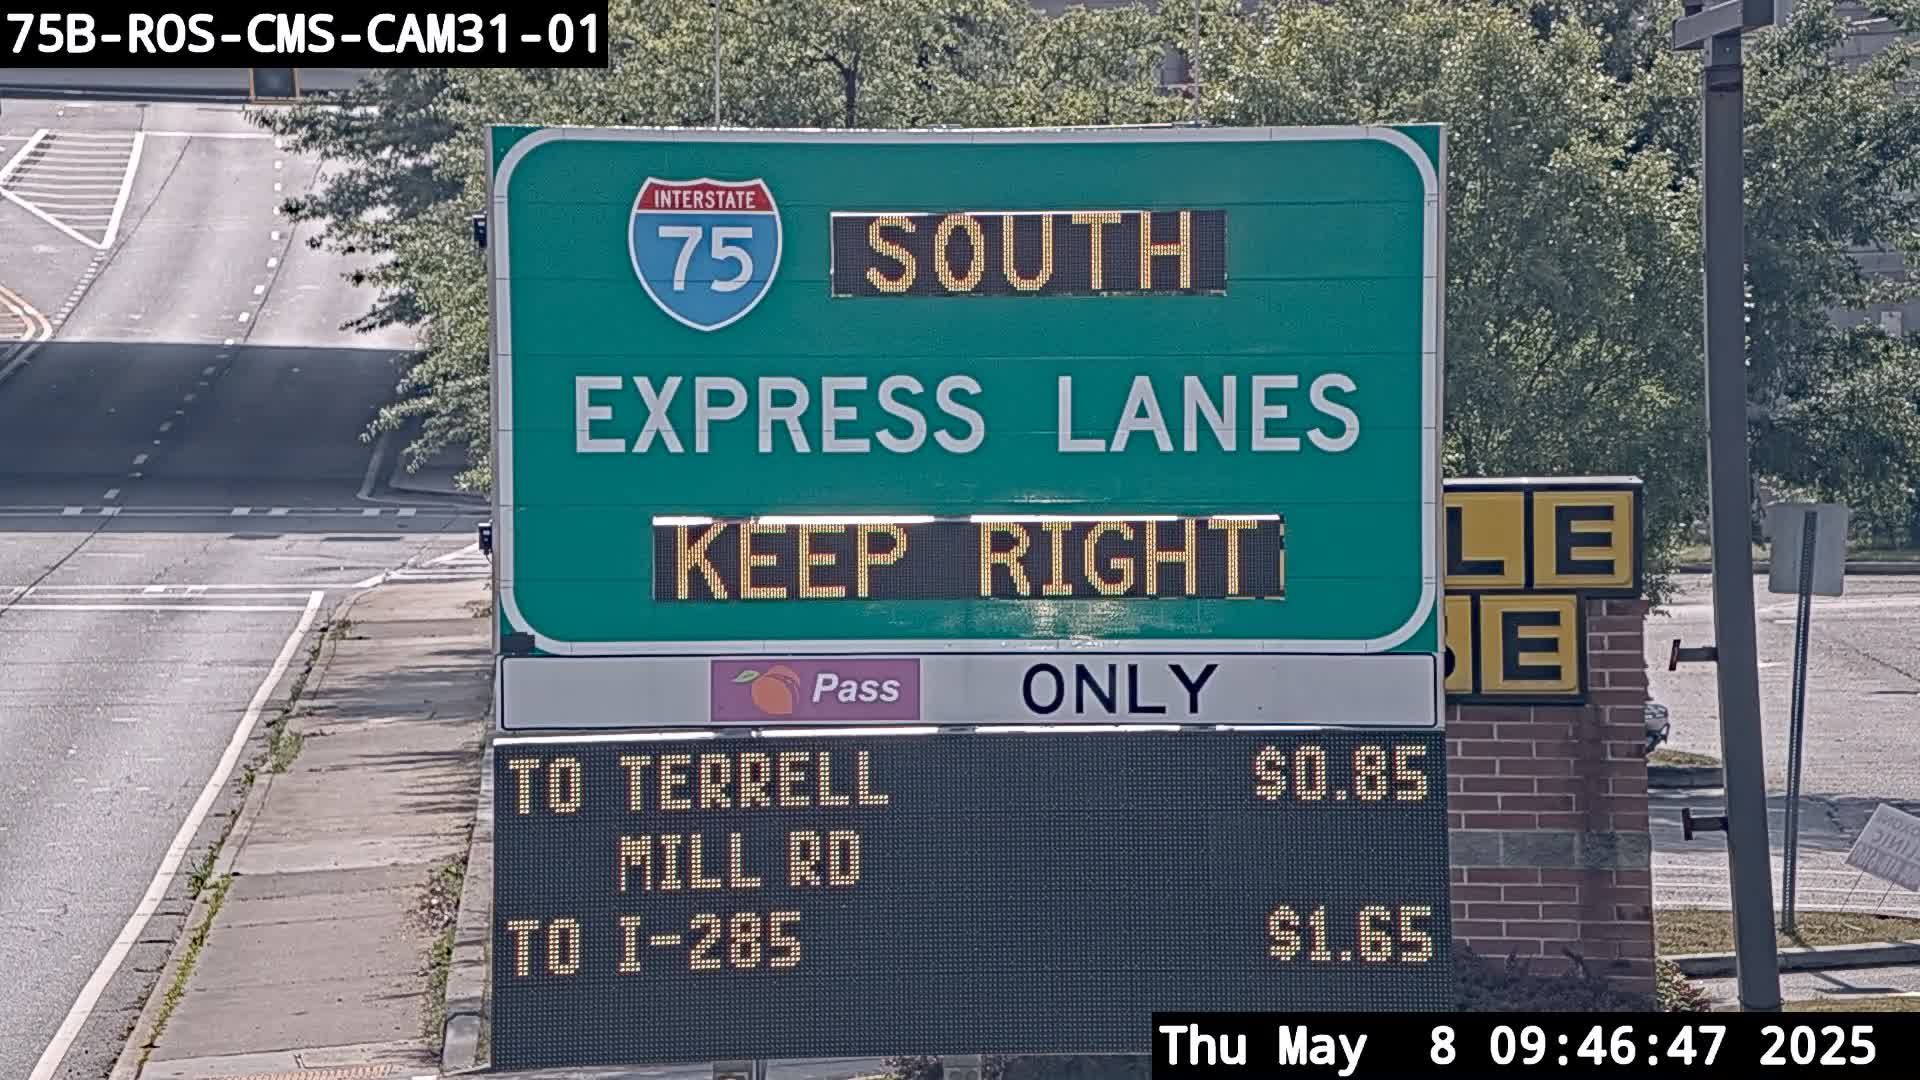 75B-ROS-CMS-CAM31-01
INTERSTATE
75
SOUTH
EXPRESS LANES
KEEP RIGHT
LE
E
Pass ONLY
TO TERRELL $0.85
MILL RD
TO I-285 $1.65
Thu May 8 09:46:47 2025